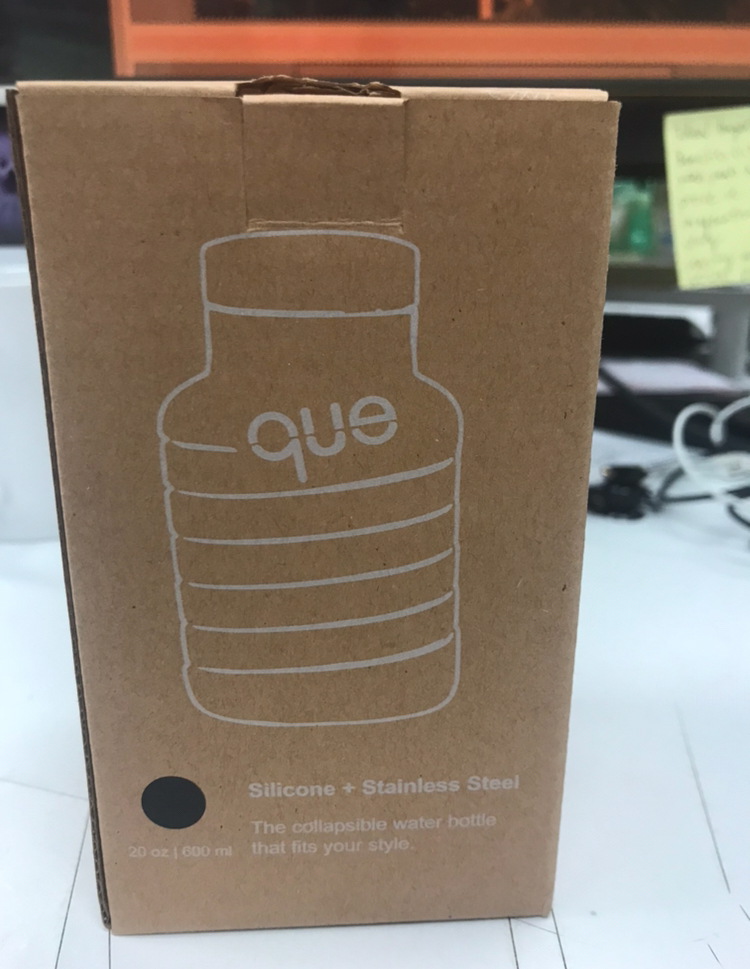 que
Silicone + Stainless Steel
The collapsible water bottle
that fits your style.
20 oz | 600 ml